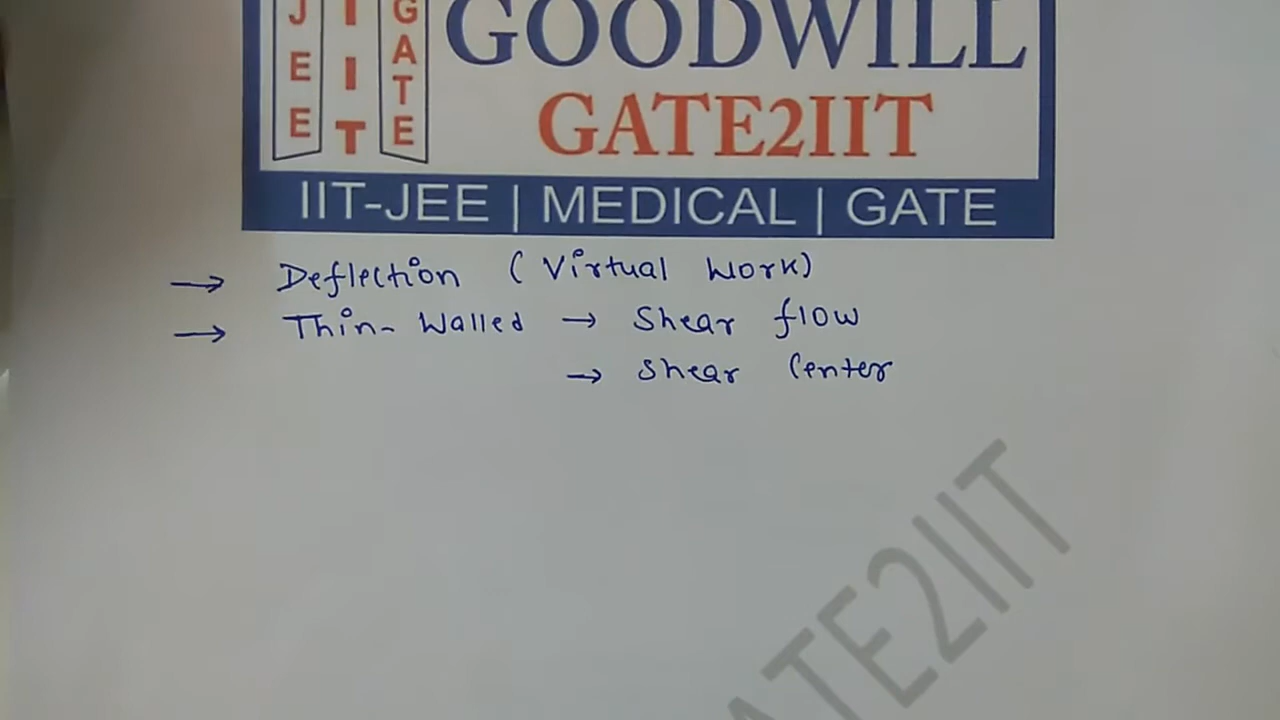 JEE
IIT
GATE
GOODWILL
GATE2IIT
IIT-JEE | MEDICAL | GATE
→ Deflection (Virtual Work)
→ Thin-Walled → Shear flow
→ Shear Center
ATE2IIT